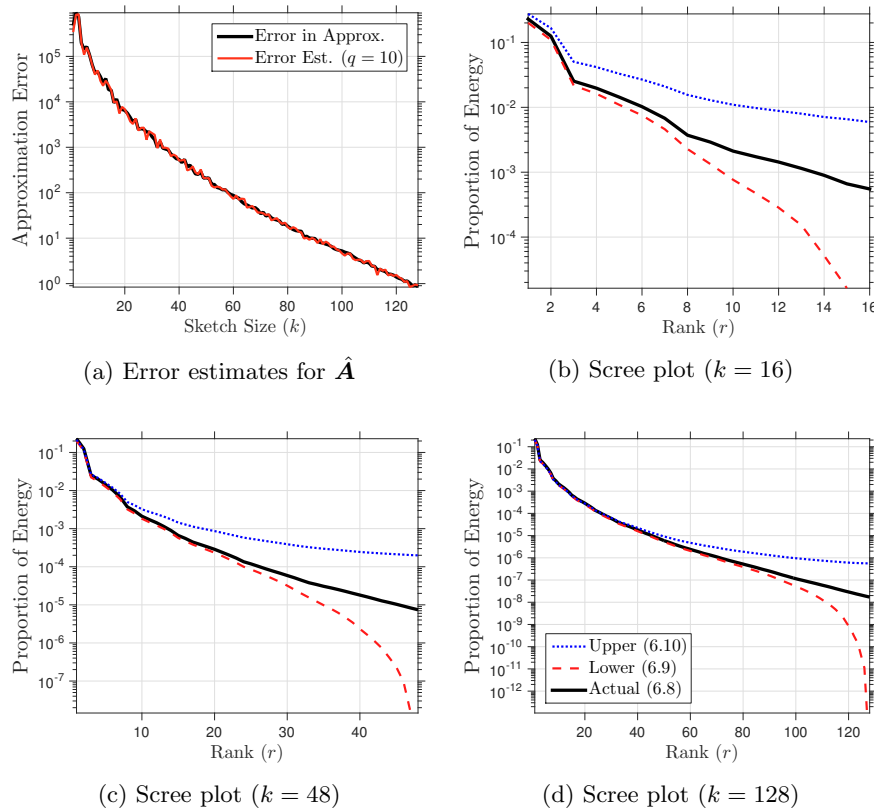 Approximation Error
10^5
10^4
10^3
10^2
10^1
10^0
20 40 60 80 100 120
Sketch Size (k)
Error in Approx.
Error Est. (q = 10)
(a) Error estimates for Â
Proportion of Energy
10^-1
10^-2
10^-3
10^-4
2 4 6 8 10 12 14 16
Rank (r)
(b) Scree plot (k = 16)
Proportion of Energy
10^-1
10^-2
10^-3
10^-4
10^-5
10^-6
10^-7
10 20 30 40
Rank (r)
(c) Scree plot (k = 48)
Proportion of Energy
10^-1
10^-2
10^-3
10^-4
10^-5
10^-6
10^-7
10^-8
10^-9
10^-10
10^-11
10^-12
Upper (6.10)
Lower (6.9)
Actual (6.8)
20 40 60 80 100 120
Rank (r)
(d) Scree plot (k = 128)